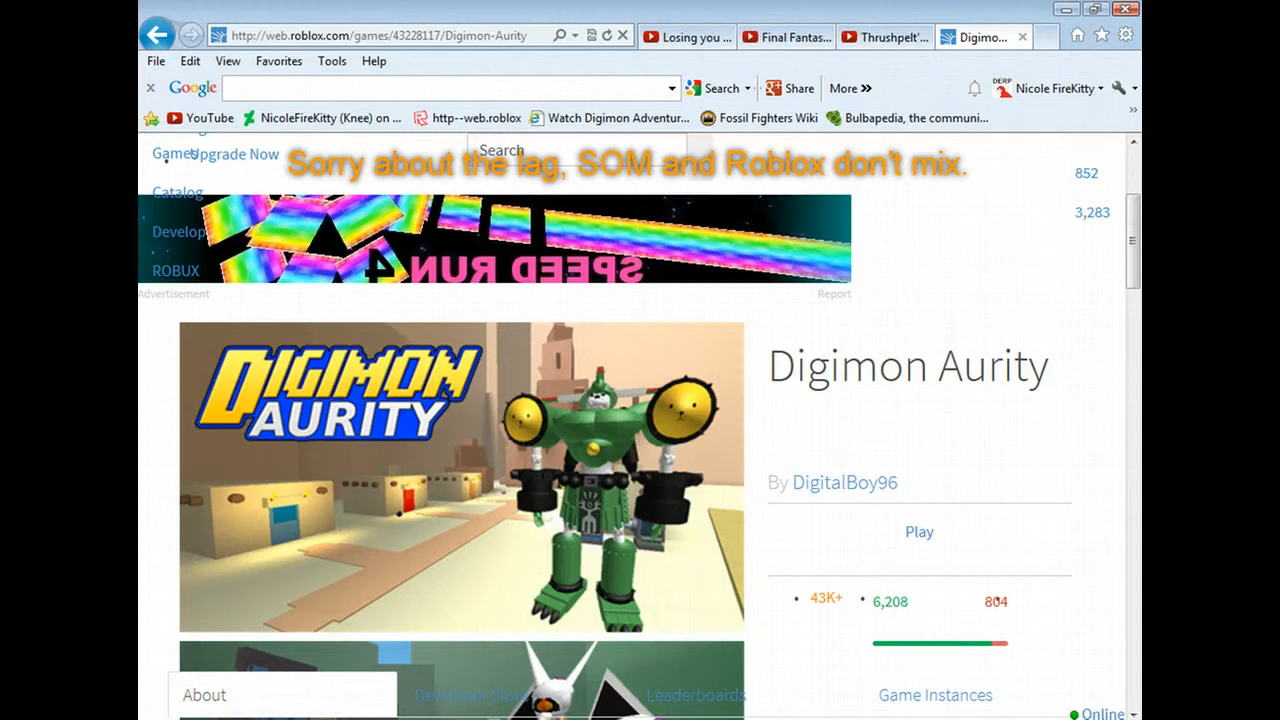 http://web.roblox.com/games/43228117/Digimon-Aurity
Losing you ...
Final Fantas...
Thrushpelt'...
Digimo...
File Edit View Favorites Tools Help
Google
Search
Share
More »
DERP
Nicole FireKitty
YouTube
NicoleFireKitty (Knee) on ...
http--web.roblox
Watch Digimon Adventur...
Fossil Fighters Wiki
Bulbapedia, the communi...
Games
Upgrade Now
Search
Sorry about the lag, SOM and Roblox don't mix.
852
Catalog
3,283
Develop
ROBUX
SPEED RUN 4
Advertisement
Report
DIGIMON
AURITY
Digimon Aurity
By DigitalBoy96
Play
43K+
6,208
804
About
Developer Store
Leaderboards
Game Instances
Online